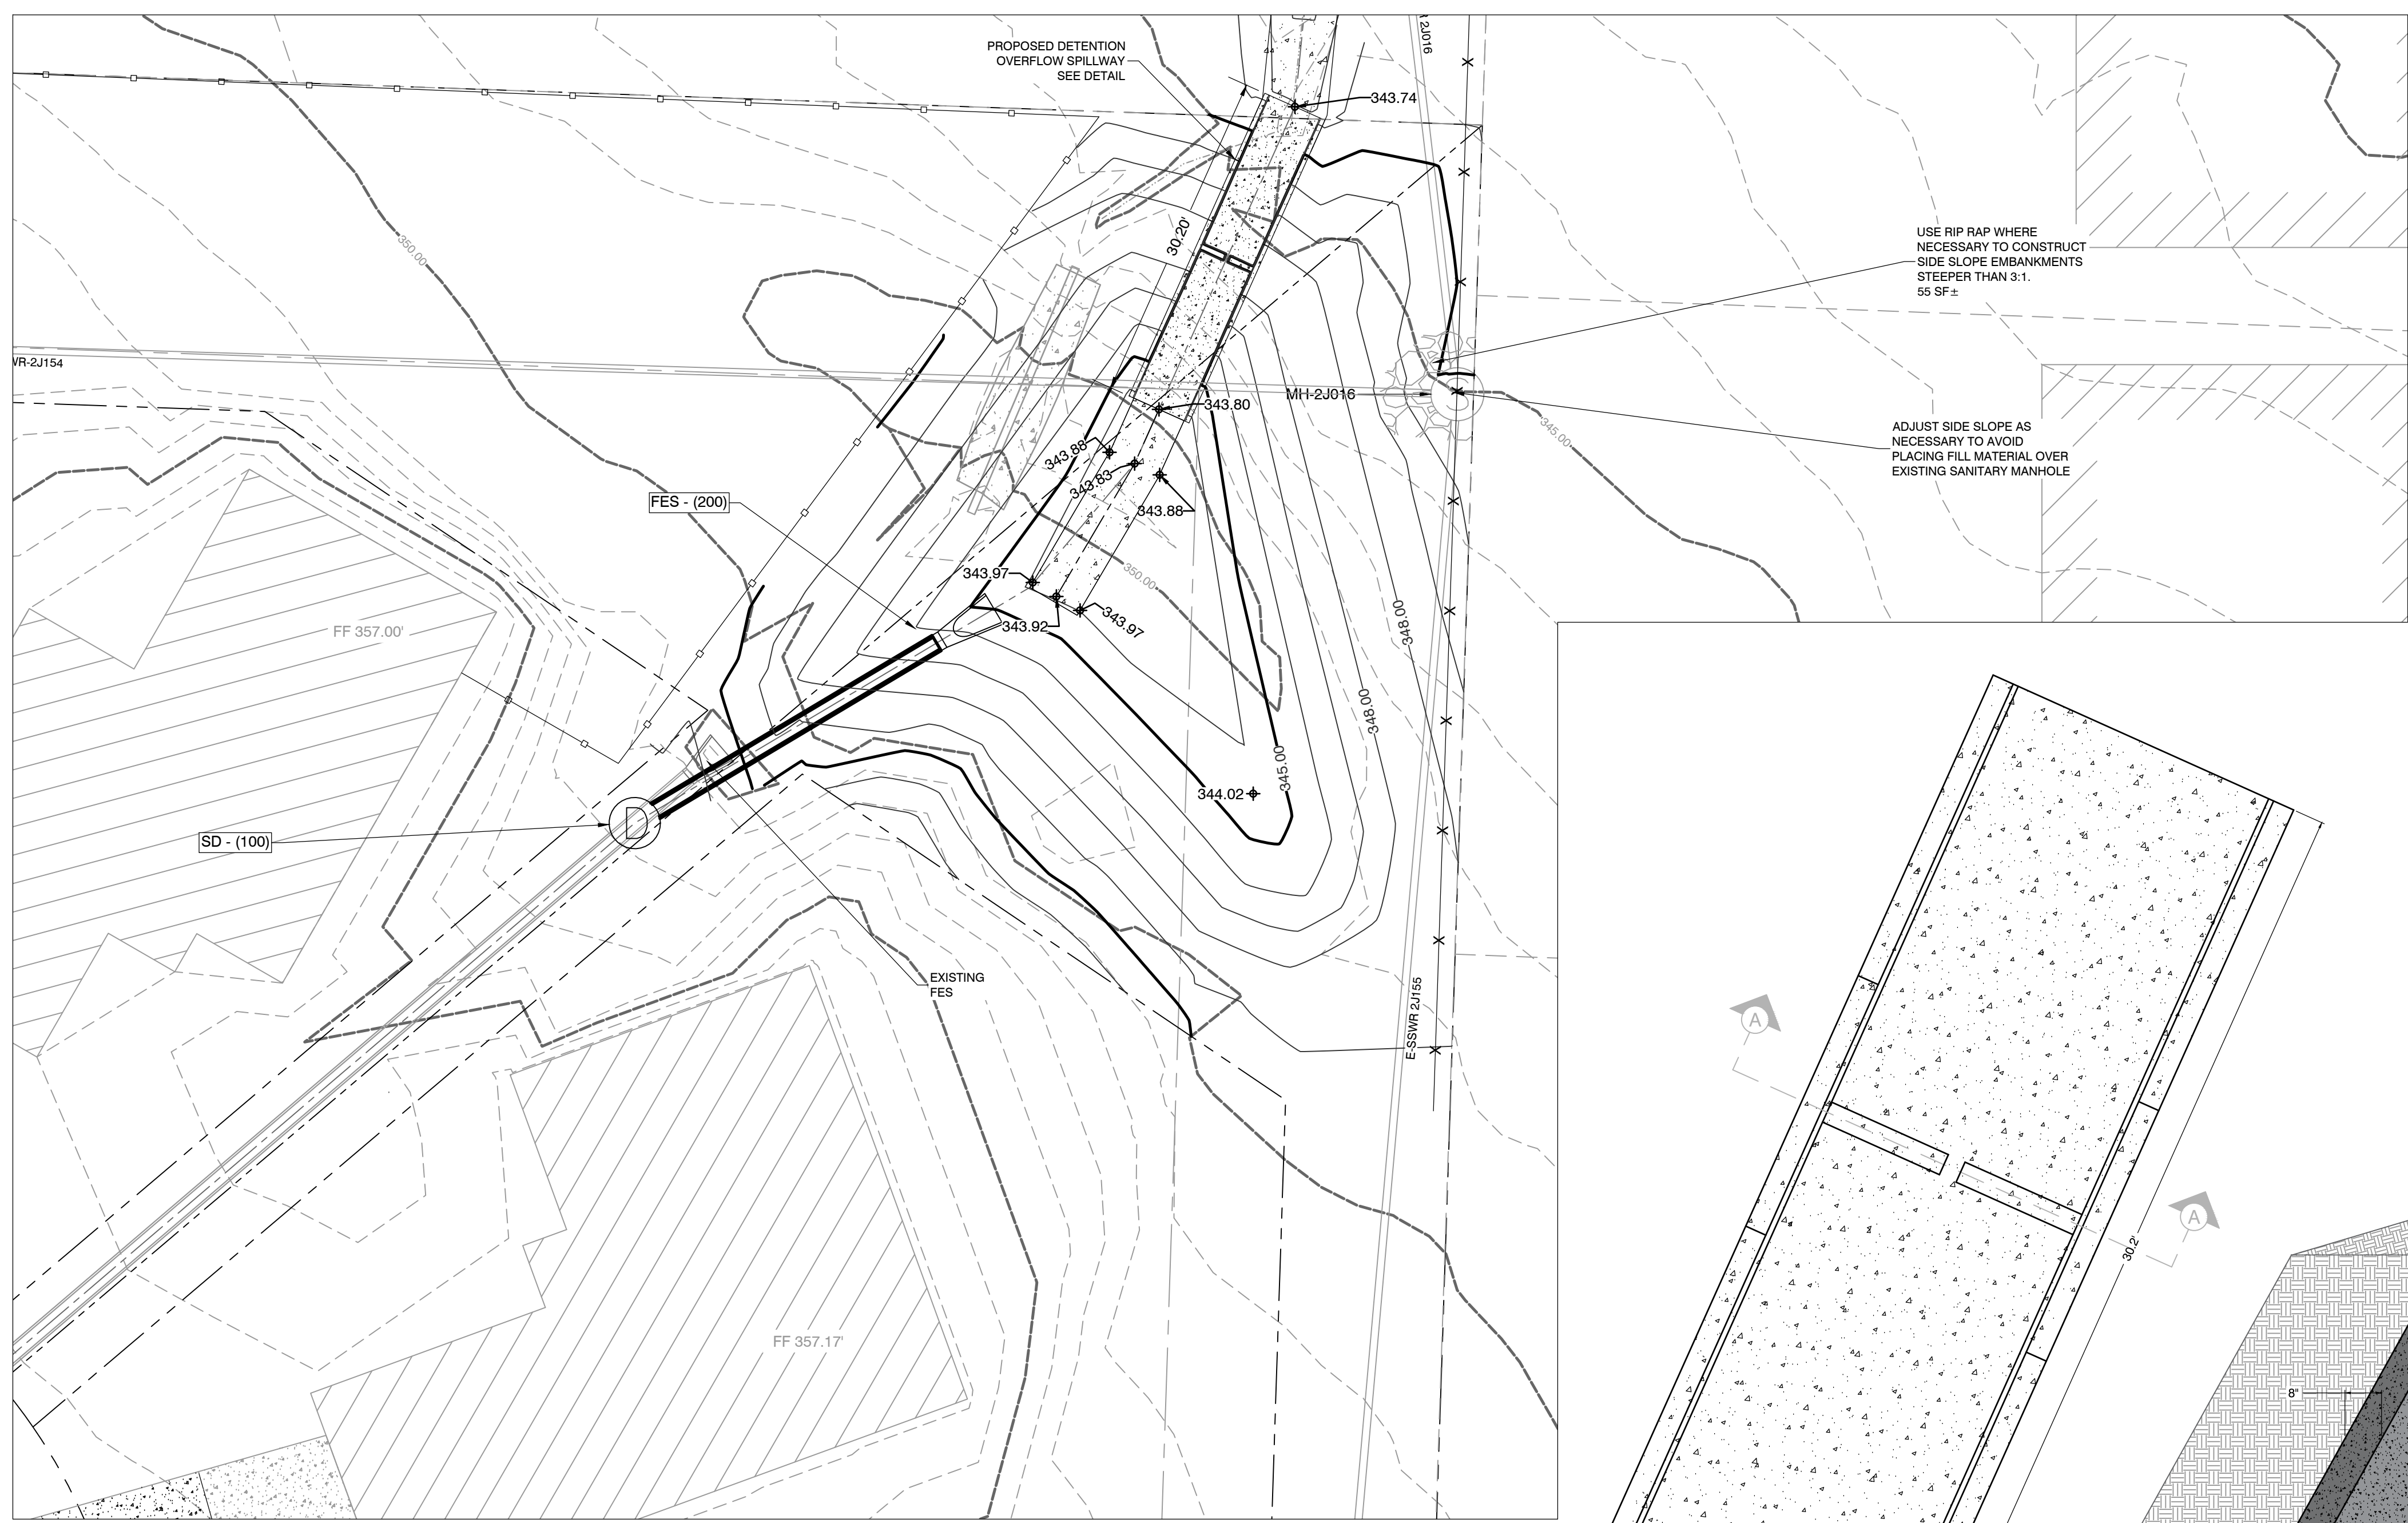 PROPOSED DETENTION
OVERFLOW SPILLWAY
SEE DETAIL
2J016
343.74
30.20'
350.00
USE RIP RAP WHERE
NECESSARY TO CONSTRUCT
SIDE SLOPE EMBANKMENTS
STEEPER THAN 3:1.
55 SF±
WR-2J154
MH-2J016
343.80
345.00
ADJUST SIDE SLOPE AS
NECESSARY TO AVOID
PLACING FILL MATERIAL OVER
EXISTING SANITARY MANHOLE
343.88
343.83
343.88
FES - (200)
343.97
350.00
343.92
343.97
348.00
FF 357.00'
348.00
345.00
344.02
SD - (100)
EXISTING
FES
E-SSWR 2J155
A
A
30.2'
FF 357.17'
8"